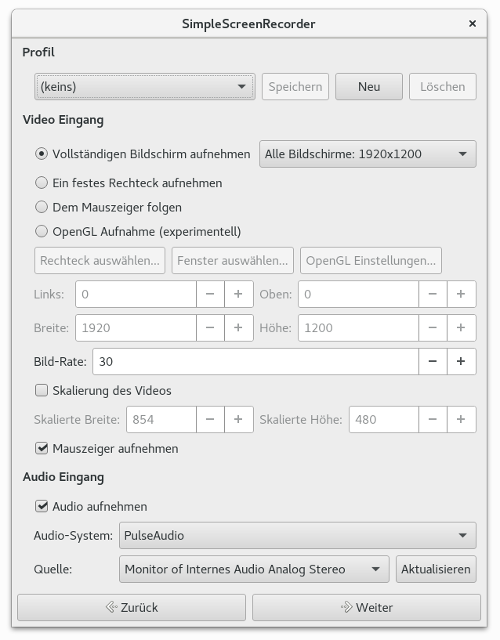 SimpleScreenRecorder ×
Profil
(keins) Speichern Neu Löschen
Video Eingang
Vollständigen Bildschirm aufnehmen Alle Bildschirme: 1920x1200
Ein festes Rechteck aufnehmen
Dem Mauszeiger folgen
OpenGL Aufnahme (experimentell)
Rechteck auswählen... Fenster auswählen... OpenGL Einstellungen...
Links: 0 − + Oben: 0 − +
Breite: 1920 − + Höhe: 1200 − +
Bild-Rate: 30 − +
Skalierung des Videos
Skalierte Breite: 854 − + Skalierte Höhe: 480 − +
Mauszeiger aufnehmen
Audio Eingang
Audio aufnehmen
Audio-System: PulseAudio
Quelle: Monitor of Internes Audio Analog Stereo Aktualisieren
Zurück Weiter